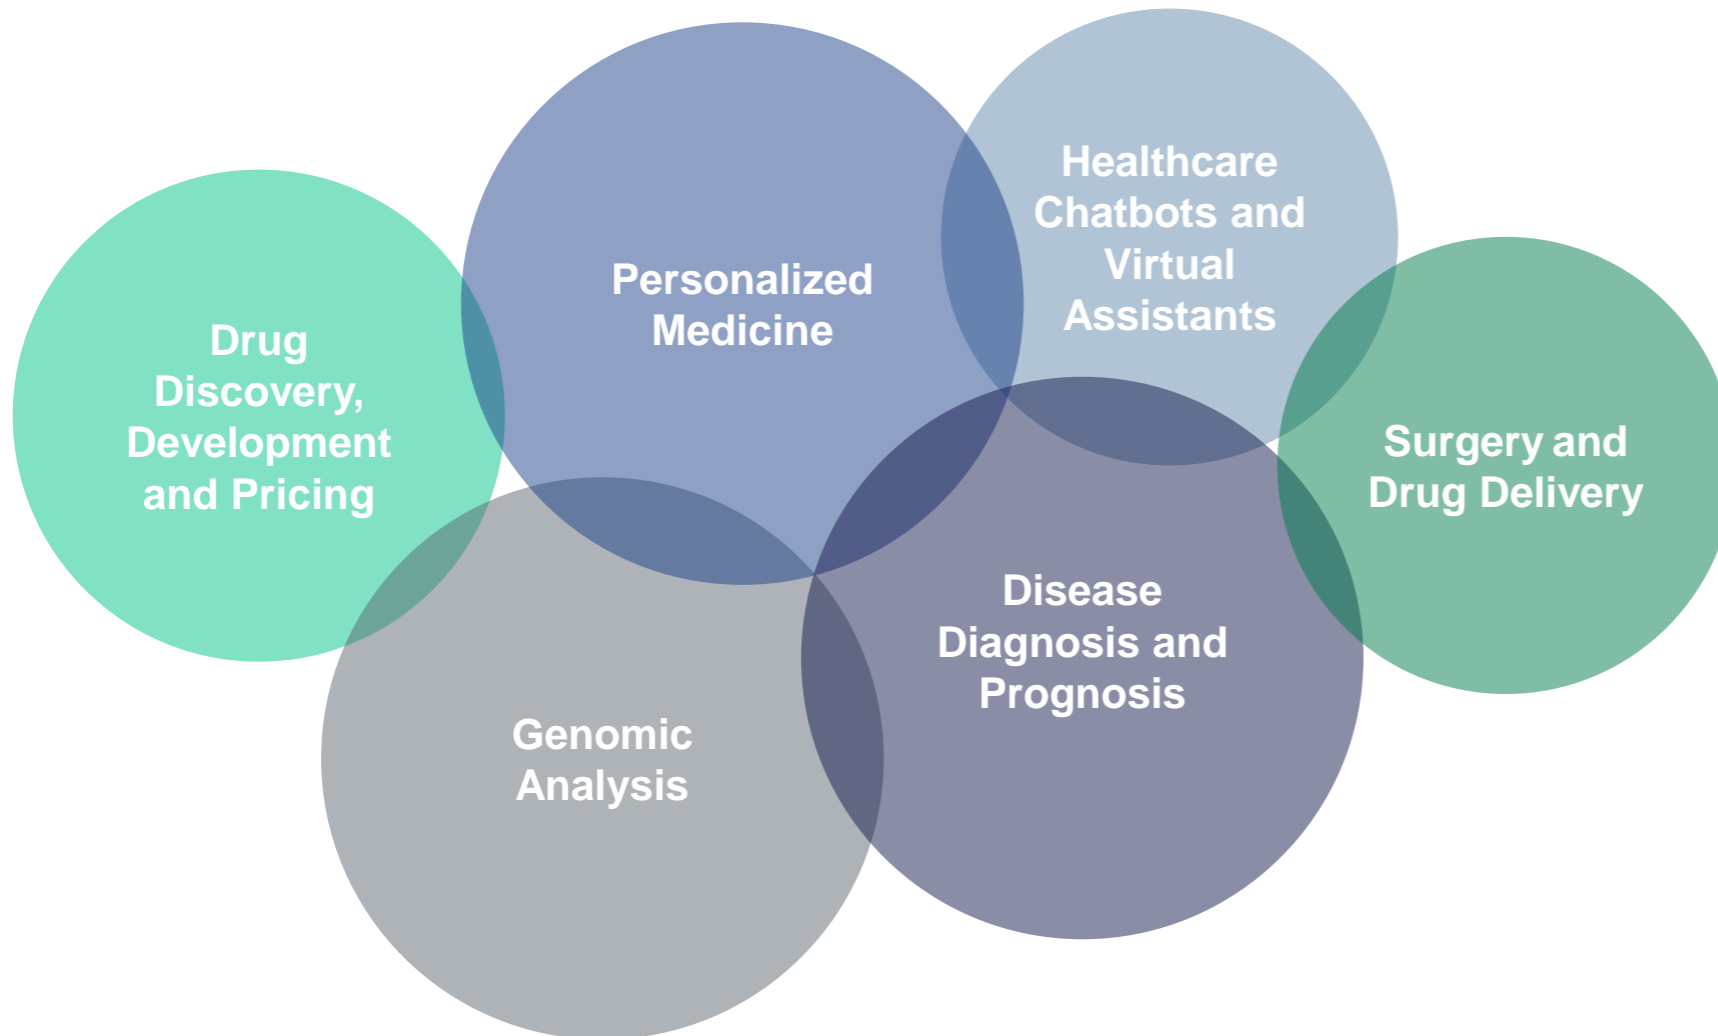 Drug
Discovery,
Development
and Pricing
Personalized
Medicine
Healthcare
Chatbots and
Virtual
Assistants
Surgery and
Drug Delivery
Genomic
Analysis
Disease
Diagnosis and
Prognosis